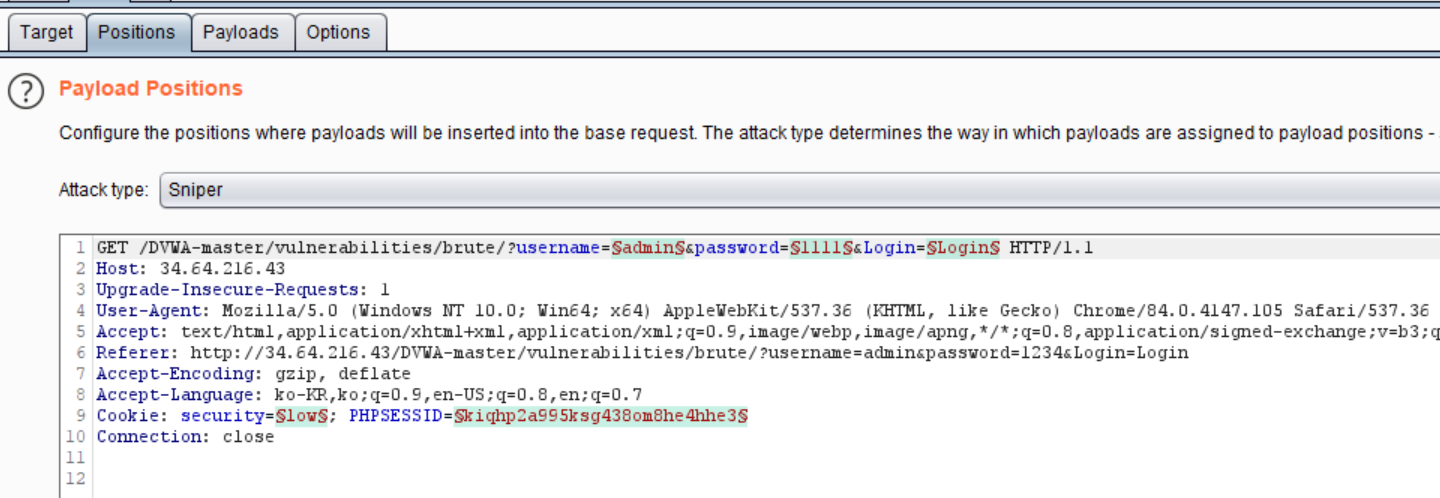 Target Positions Payloads Options
? Payload Positions
Configure the positions where payloads will be inserted into the base request. The attack type determines the way in which payloads are assigned to payload positions -
Attack type: Sniper
1 GET /DVWA-master/vulnerabilities/brute/?username=§admin§&password=§1111§&Login=§Login§ HTTP/1.1
2 Host: 34.64.216.43
3 Upgrade-Insecure-Requests: 1
4 User-Agent: Mozilla/5.0 (Windows NT 10.0; Win64; x64) AppleWebKit/537.36 (KHTML, like Gecko) Chrome/84.0.4147.105 Safari/537.36
5 Accept: text/html,application/xhtml+xml,application/xml;q=0.9,image/webp,image/apng,*/*;q=0.8,application/signed-exchange;v=b3;q
6 Referer: http://34.64.216.43/DVWA-master/vulnerabilities/brute/?username=admin&password=1234&Login=Login
7 Accept-Encoding: gzip, deflate
8 Accept-Language: ko-KR,ko;q=0.9,en-US;q=0.8,en;q=0.7
9 Cookie: security=§low§; PHPSESSID=§kiqhp2a995ksg438om8he4hhe3§
10 Connection: close
11
12